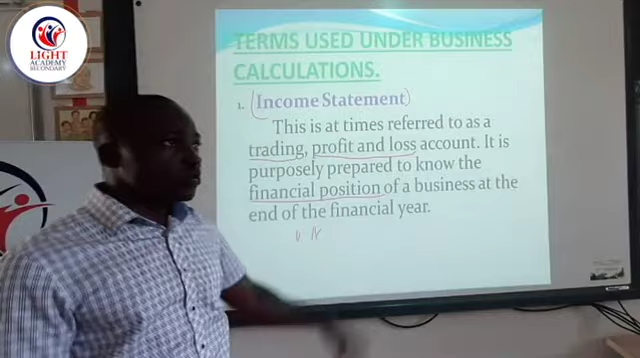 LIGHT
ACADEMY
SECONDARY
TERMS USED UNDER BUSINESS
CALCULATIONS.
1. (Income Statement)
This is at times referred to as a
trading, profit and loss account. It is
purposely prepared to know the
financial position of a business at the
end of the financial year.